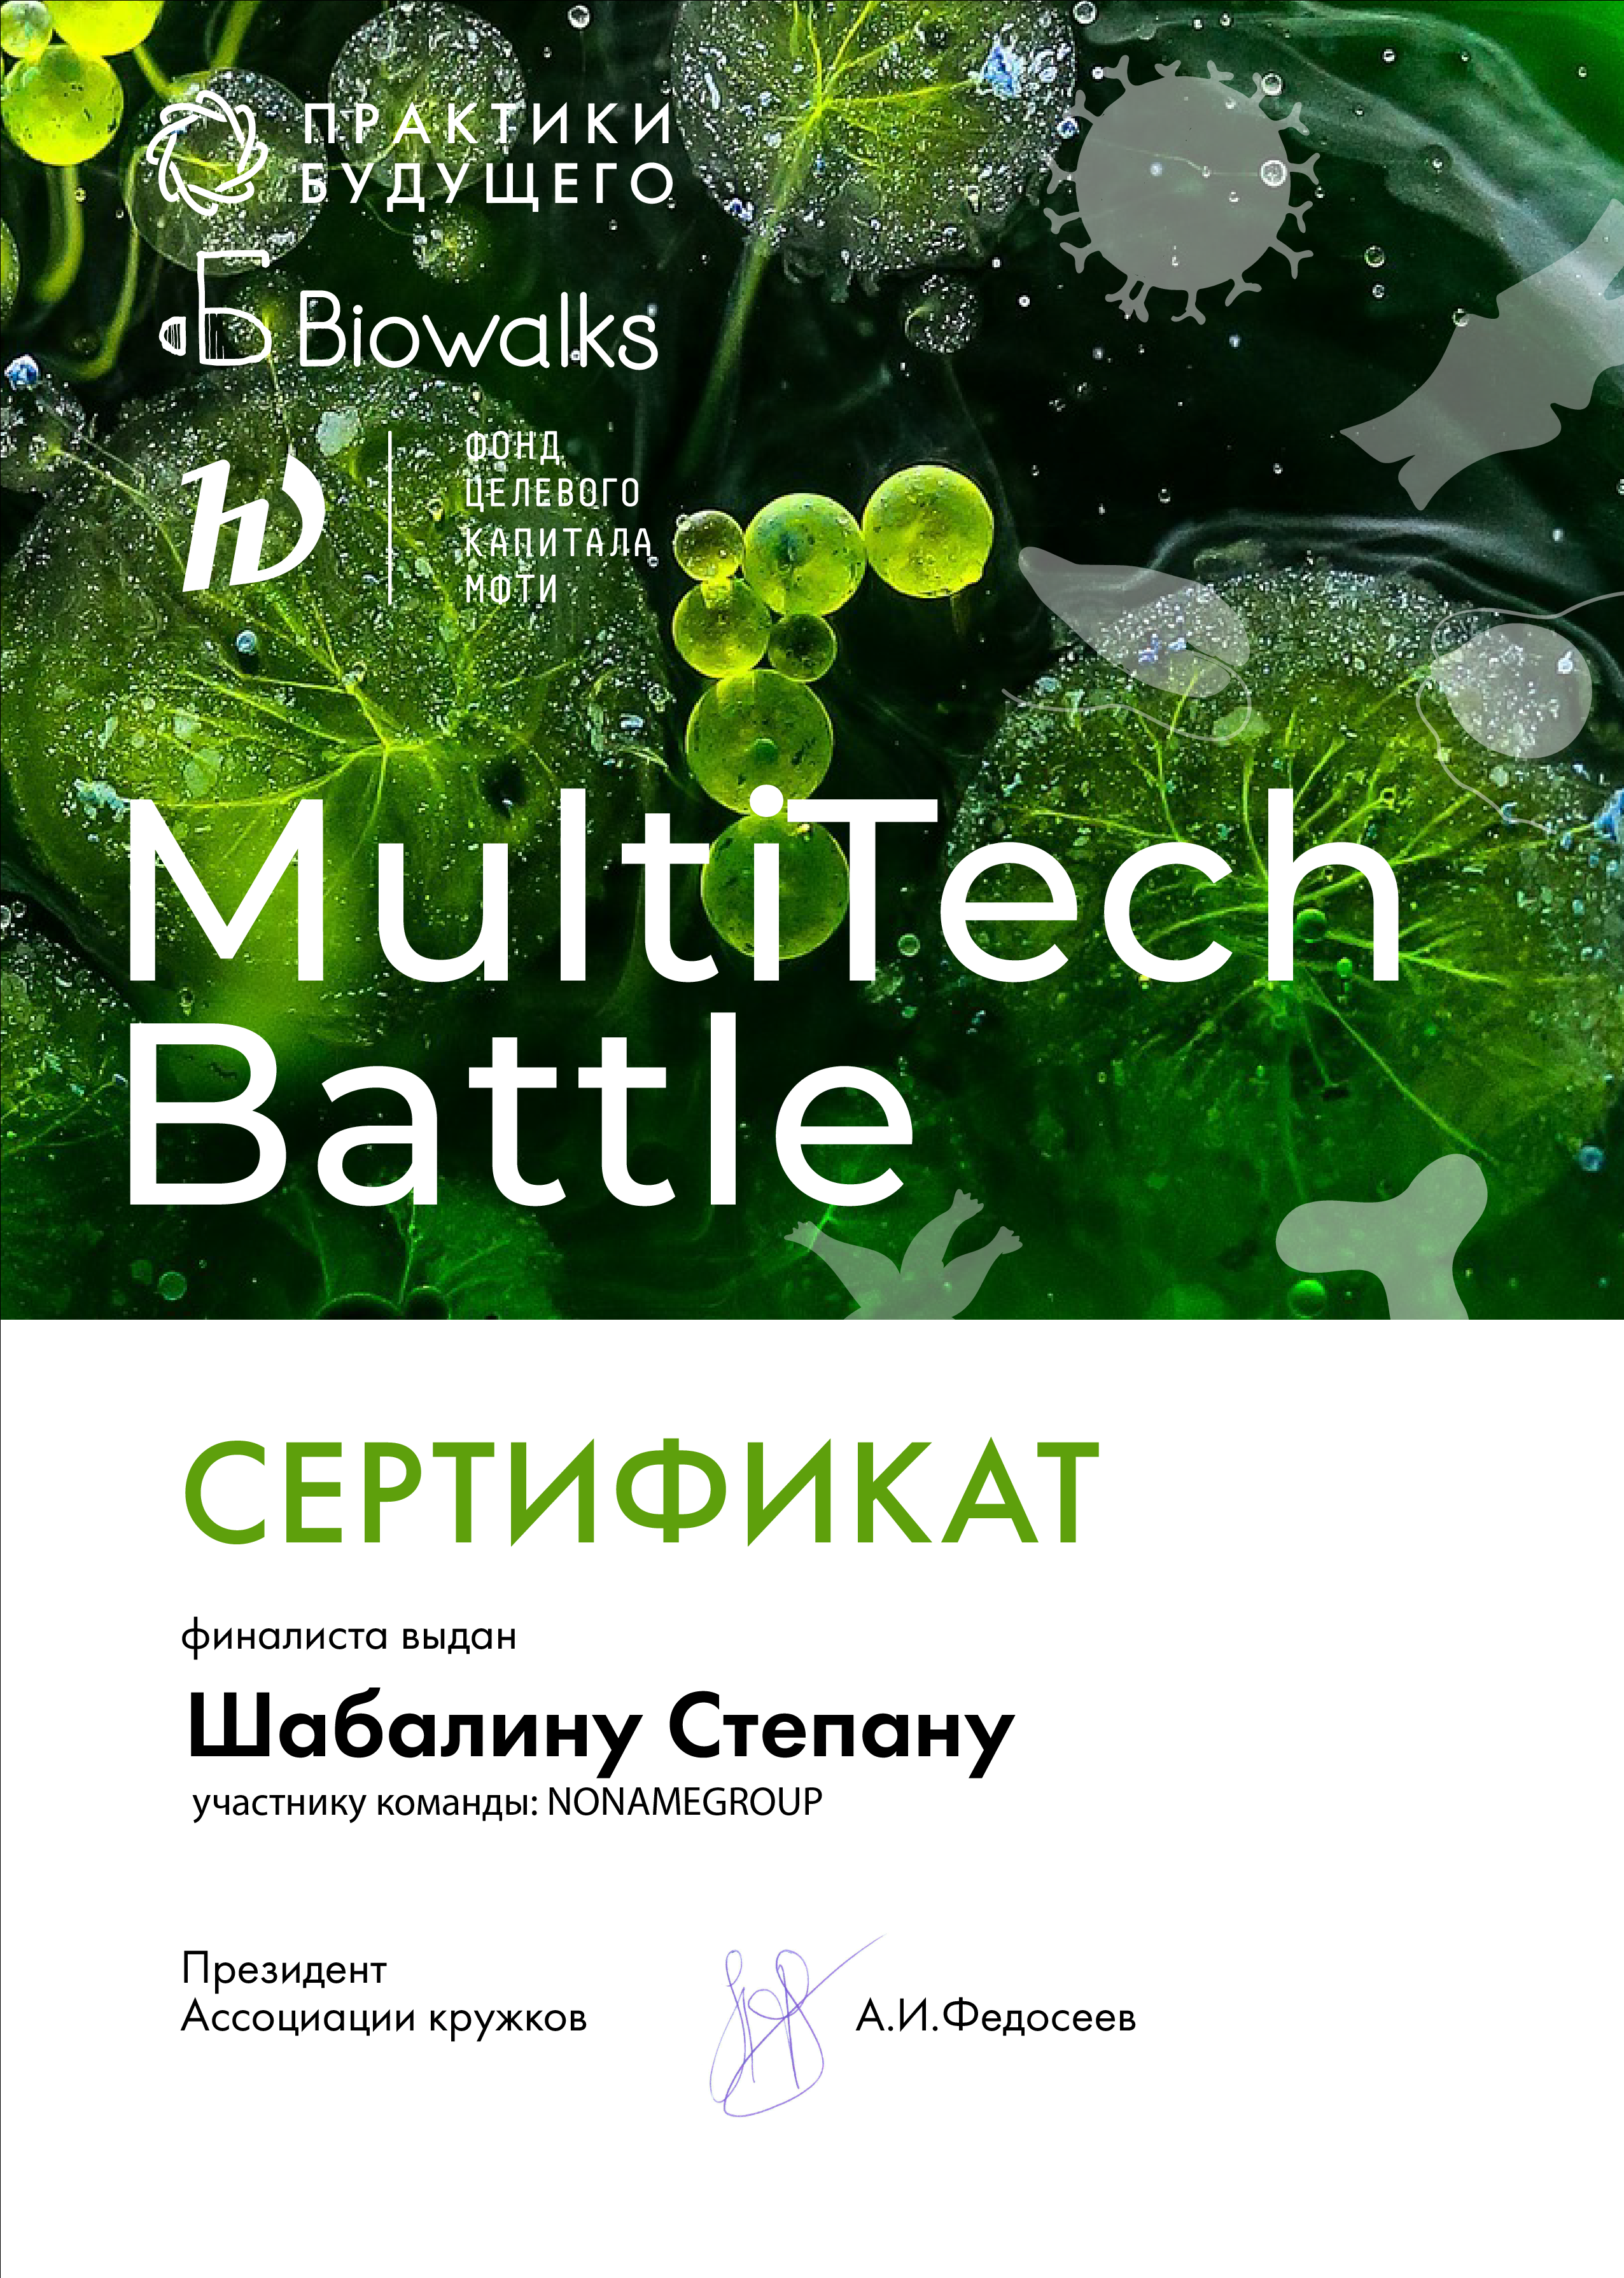 ПРАКТИКИ
БУДУЩЕГО
Б Biowalks
ФОНД
ЦЕЛЕВОГО
КАПИТАЛА
МФТИ
MultiTech
Battle
СЕРТИФИКАТ
финалиста выдан
Шабалину Степану
участнику команды: NONAMEGROUP
Президент
Ассоциации кружков
А.И.Федосеев